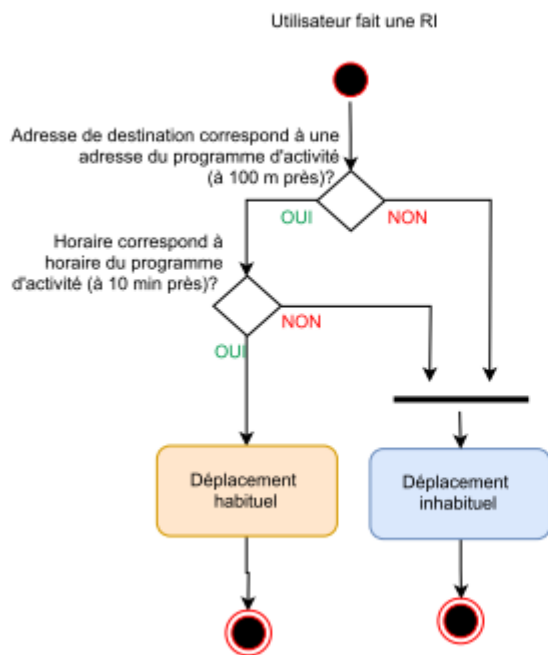 Utilisateur fait une RI
Adresse de destination correspond à une
adresse du programme d'activité
(à 100 m près)?
OUI
NON
Horaire correspond à
horaire du programme
d'activité (à 10 min près)?
NON
OUI
Déplacement
habituel
Déplacement
inhabituel